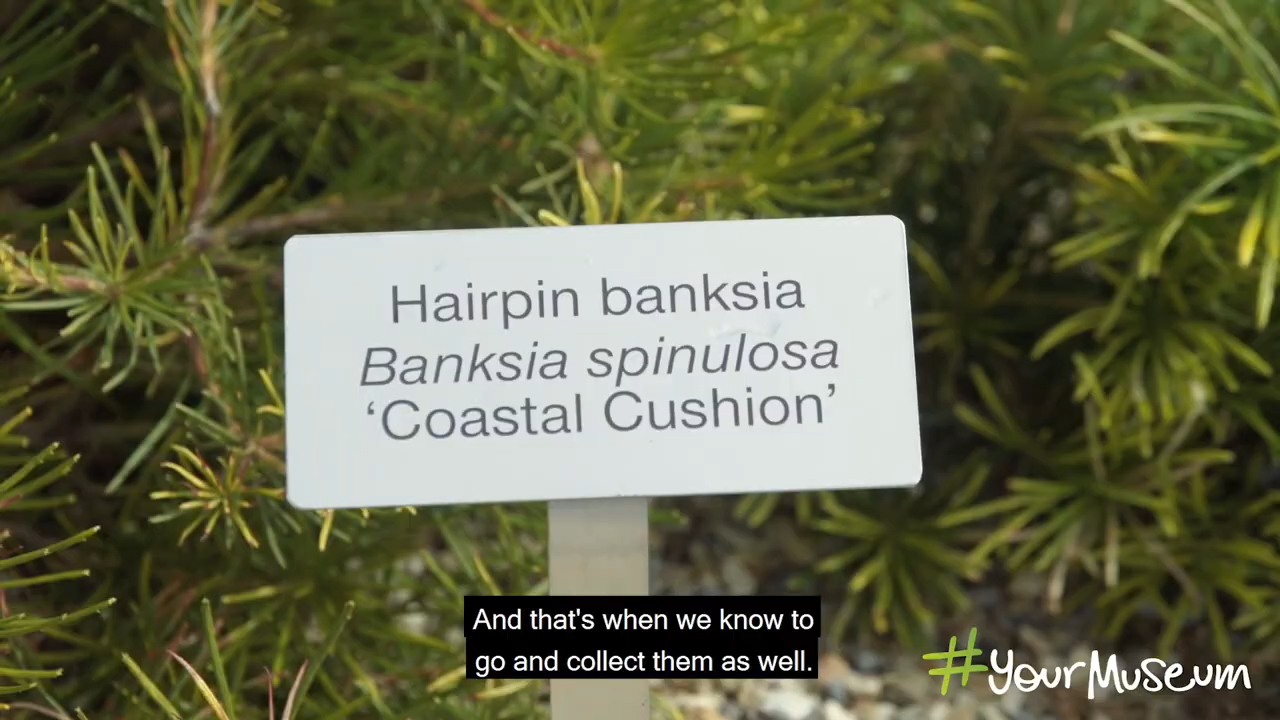 Hairpin banksia
Banksia spinulosa
‘Coastal Cushion’
And that's when we know to
go and collect them as well.
#YourMuseum